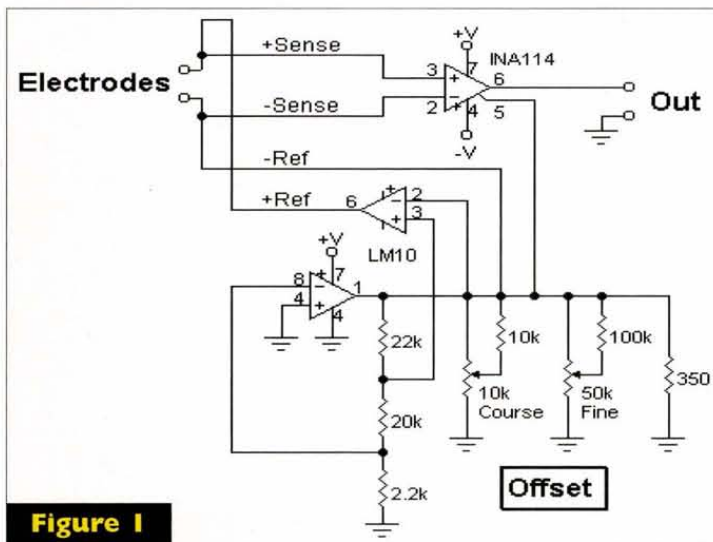 +Sense
+V
INA114
7
3
+
6
Electrodes
-
2
-Sense
4
5
Out
-V
-Ref
+Ref
6
+
-
2
+
3
+V
LM10
8
+
-
7
1
4
+
4
22k
10k
100k
10k
Course
50k
Fine
350
20k
2.2k
Offset
Figure 1